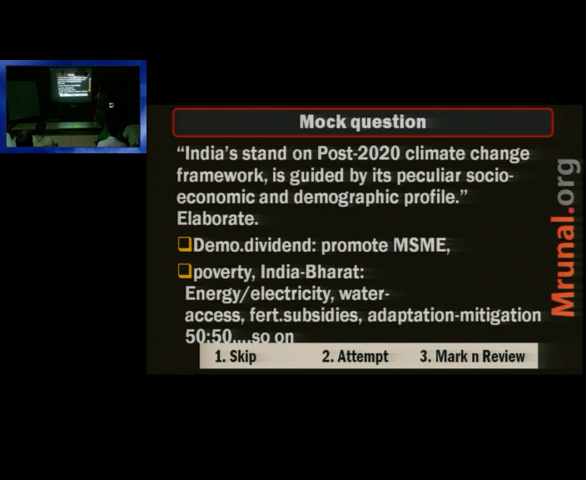 Mock question
“India’s stand on Post-2020 climate change
framework, is guided by its peculiar socio-
economic and demographic profile.”
Elaborate.
Demo.dividend: promote MSME,
poverty, India-Bharat:
Energy/electricity, water-
access, fert.subsidies, adaptation-mitigation
50:50....so on
1. Skip 2. Attempt 3. Mark n Review
Mrunal.org